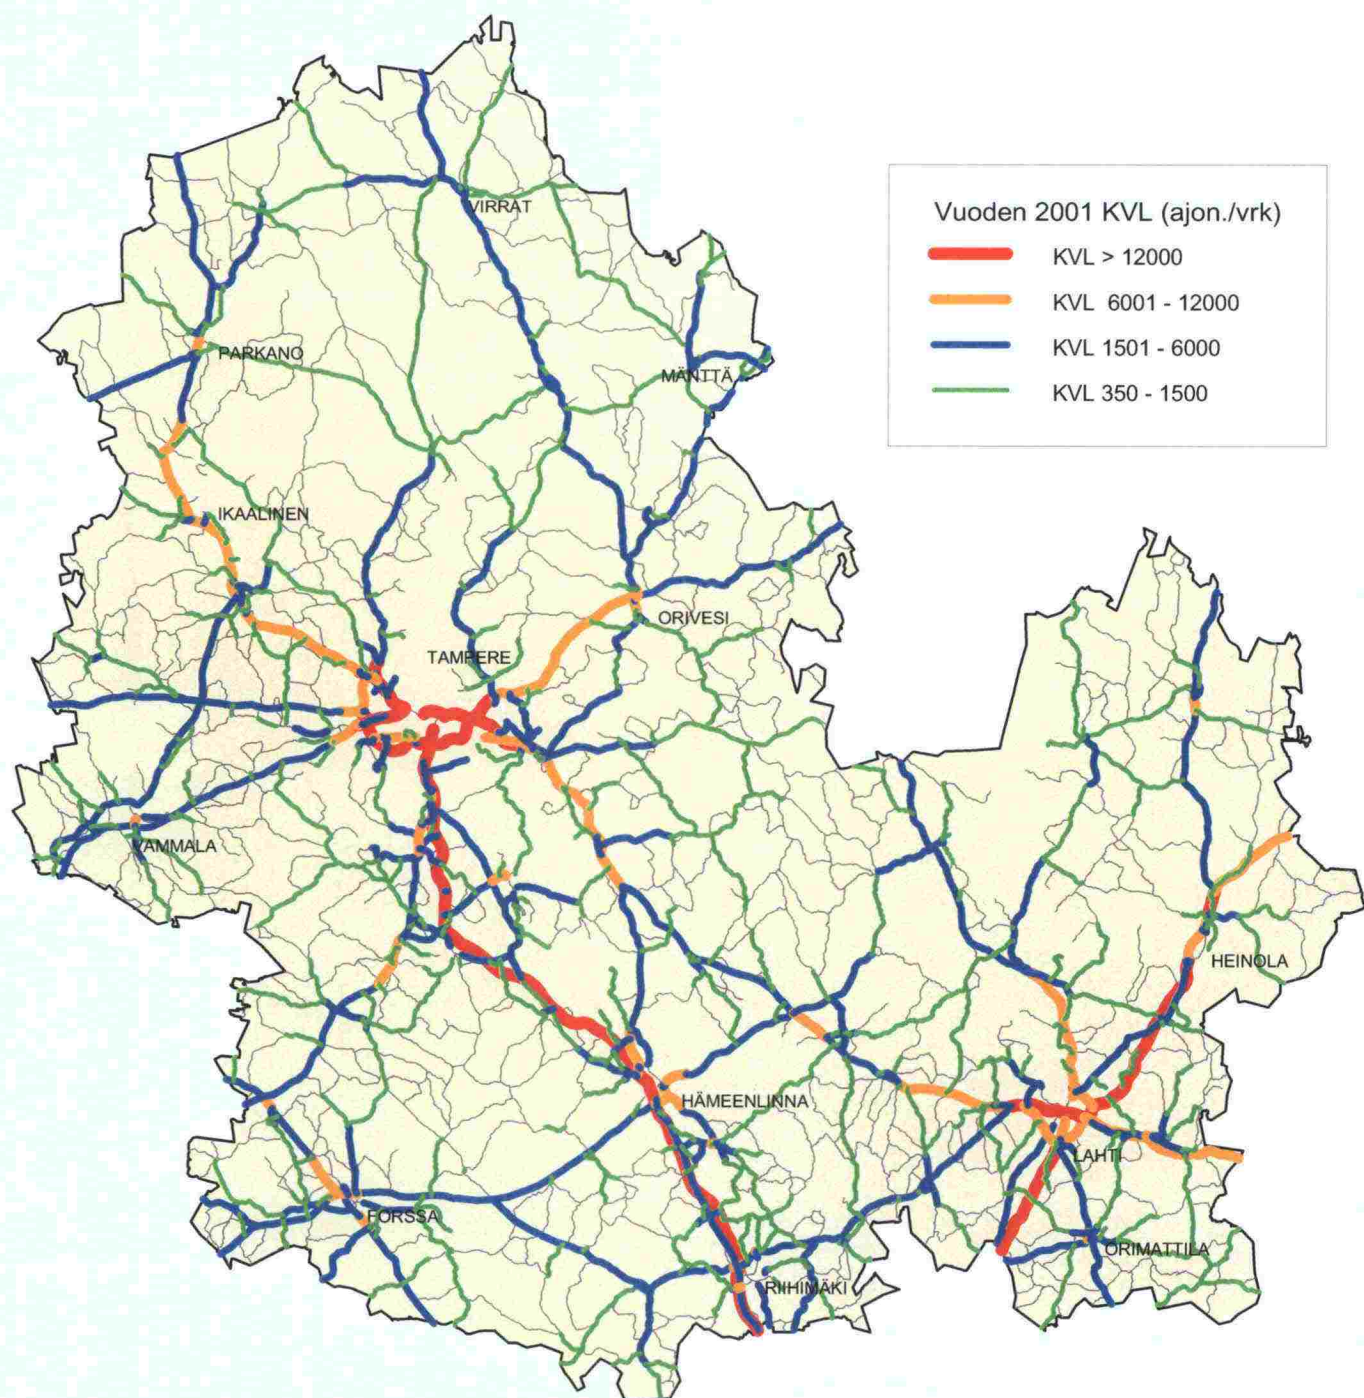 VIRRAT
Vuoden 2001 KVL (ajon./vrk)
KVL > 12000
KVL 6001 - 12000
KVL 1501 - 6000
KVL 350 - 1500
PARKANO
MÄNTTÄ
IKAALINEN
ORIVESI
TAMPERE
VAMMALA
HEINOLA
HÄMEENLINNA
LAHTI
FORSSA
ORIMATTILA
RIIHIMÄKI